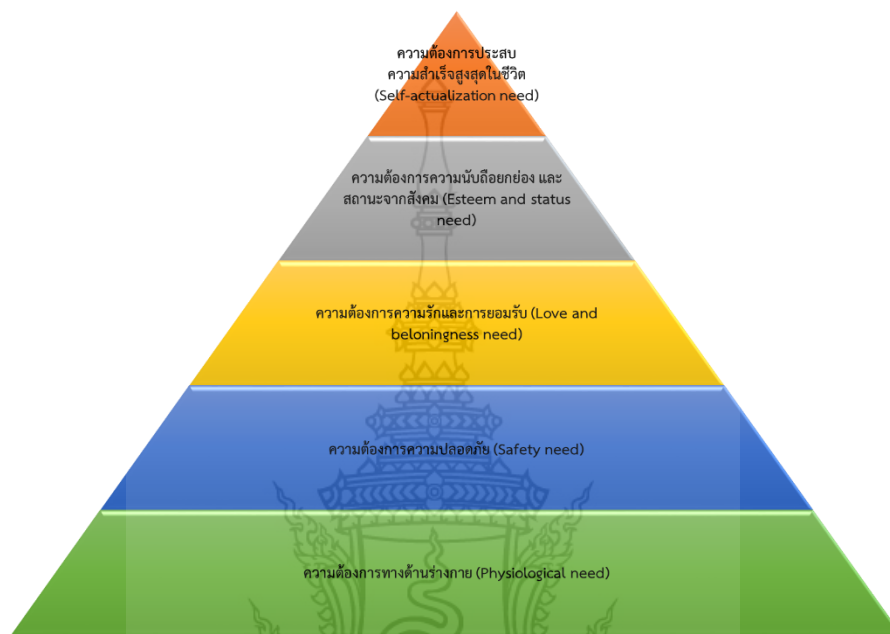 ความต้องการประสบ
ความสำเร็จสูงสุดในชีวิต
(Self-actualization need)
ความต้องการความนับถือยกย่อง และ
สถานะจากสังคม (Esteem and status
need)
ความต้องการความรักและการยอมรับ (Love and
beloningness need)
ความต้องการความปลอดภัย (Safety need)
ความต้องการทางด้านร่างกาย (Physiological need)